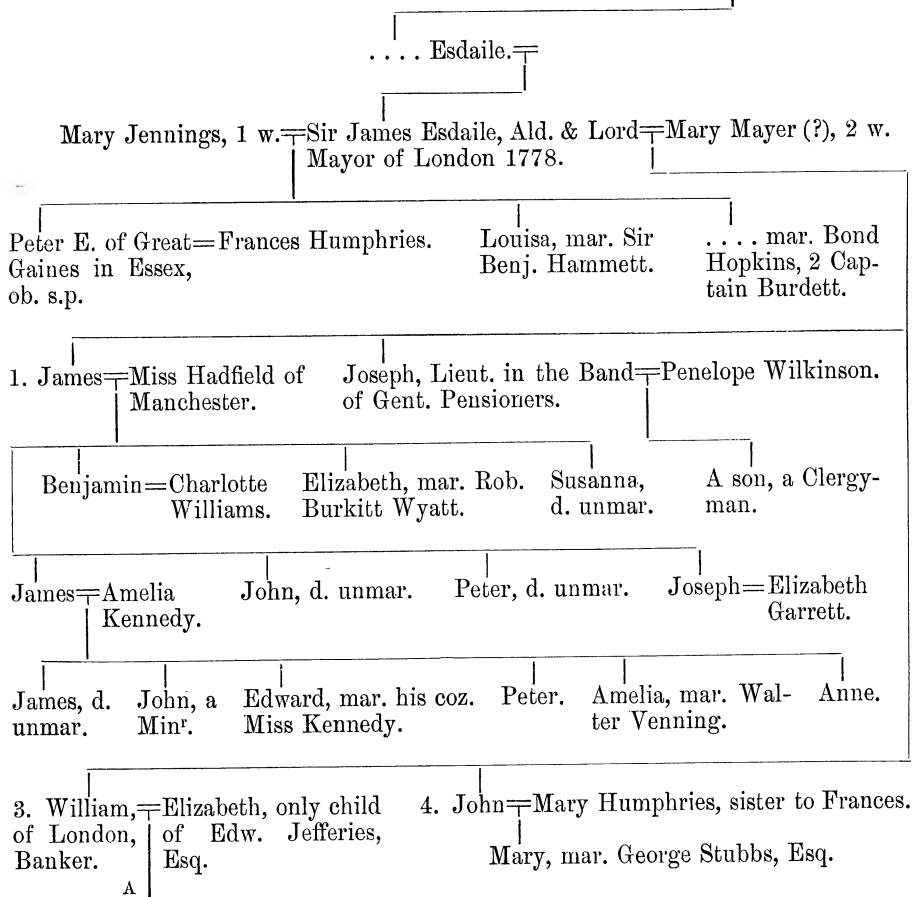 . . . . Esdaile.
Mary Jennings, 1 w.=Sir James Esdaile, Ald. & Lord=Mary Mayer (?), 2 w.
Mayor of London 1778.
Peter E. of Great=Frances Humphries.
Gaines in Essex,
ob. s.p.
Louisa, mar. Sir
Benj. Hammett.
. . . . mar. Bond
Hopkins, 2 Cap-
tain Burdett.
1. James=Miss Hadfield of
Manchester.
Joseph, Lieut. in the Band=Penelope Wilkinson.
of Gent. Pensioners.
Benjamin=Charlotte
Williams.
Elizabeth, mar. Rob.
Burkitt Wyatt.
Susanna,
d. unmar.
A son, a Clergy-
man.
James=Amelia
Kennedy.
John, d. unmar.
Peter, d. unmar.
Joseph=Elizabeth
Garrett.
James, d.
unmar.
John, a
Minʳ.
Edward, mar. his coz.
Miss Kennedy.
Peter.
Amelia, mar. Wal-
ter Venning.
Anne.
3. William,=Elizabeth, only child
of London, of Edw. Jefferies,
Banker. Esq.
A
4. John=Mary Humphries, sister to Frances.
Mary, mar. George Stubbs, Esq.